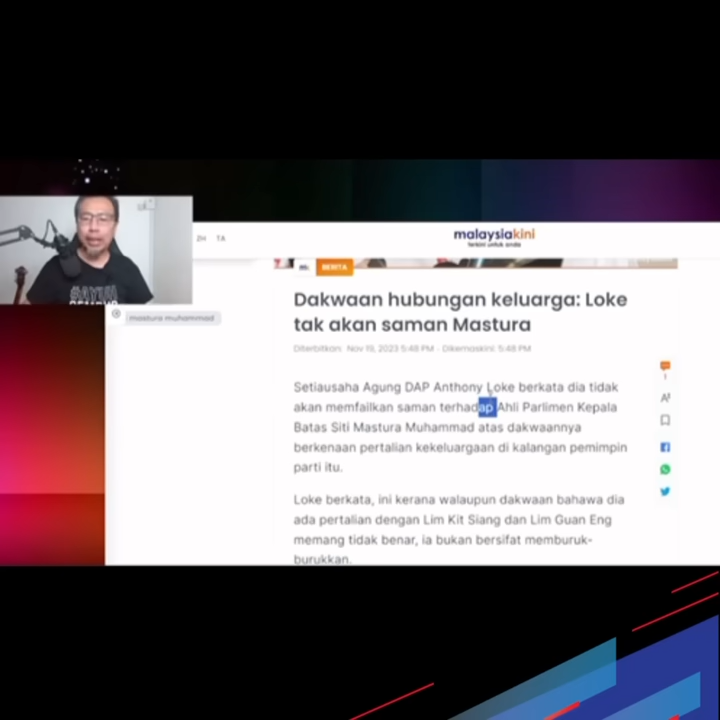 ZH TA
malaysiakini
terkini untuk anda
BERITA
mastura muhammad
Dakwaan hubungan keluarga: Loke
tak akan saman Mastura
Diterbitkan: Nov 19, 2023 5:48 PM - Dikemaskini: 5:48 PM
Setiausaha Agung DAP Anthony Loke berkata dia tidak
akan memfailkan saman terhadap Ahli Parlimen Kepala
Batas Siti Mastura Muhammad atas dakwaannya
berkenaan pertalian kekeluargaan di kalangan pemimpin
parti itu.
Loke berkata, ini kerana walaupun dakwaan bahawa dia
ada pertalian dengan Lim Kit Siang dan Lim Guan Eng
memang tidak benar, ia bukan bersifat memburuk-
burukkan.